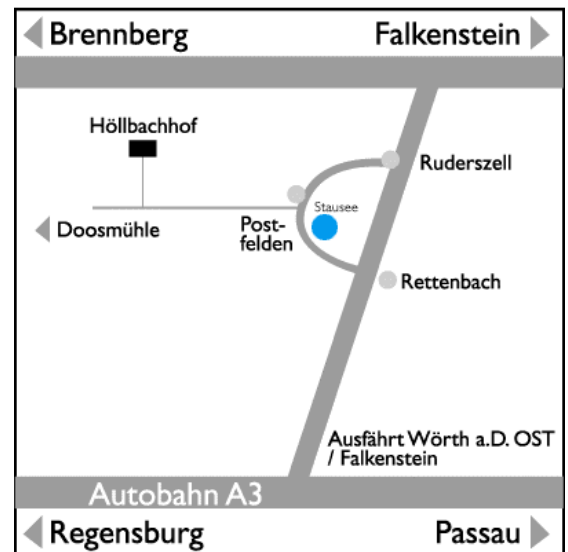 Brennberg
Falkenstein
Höllbachhof
Ruderszell
Stausee
Doosmühle
Post-
felden
Rettenbach
Ausfährt Wörth a.D. OST
/ Falkenstein
Autobahn A3
Regensburg
Passau